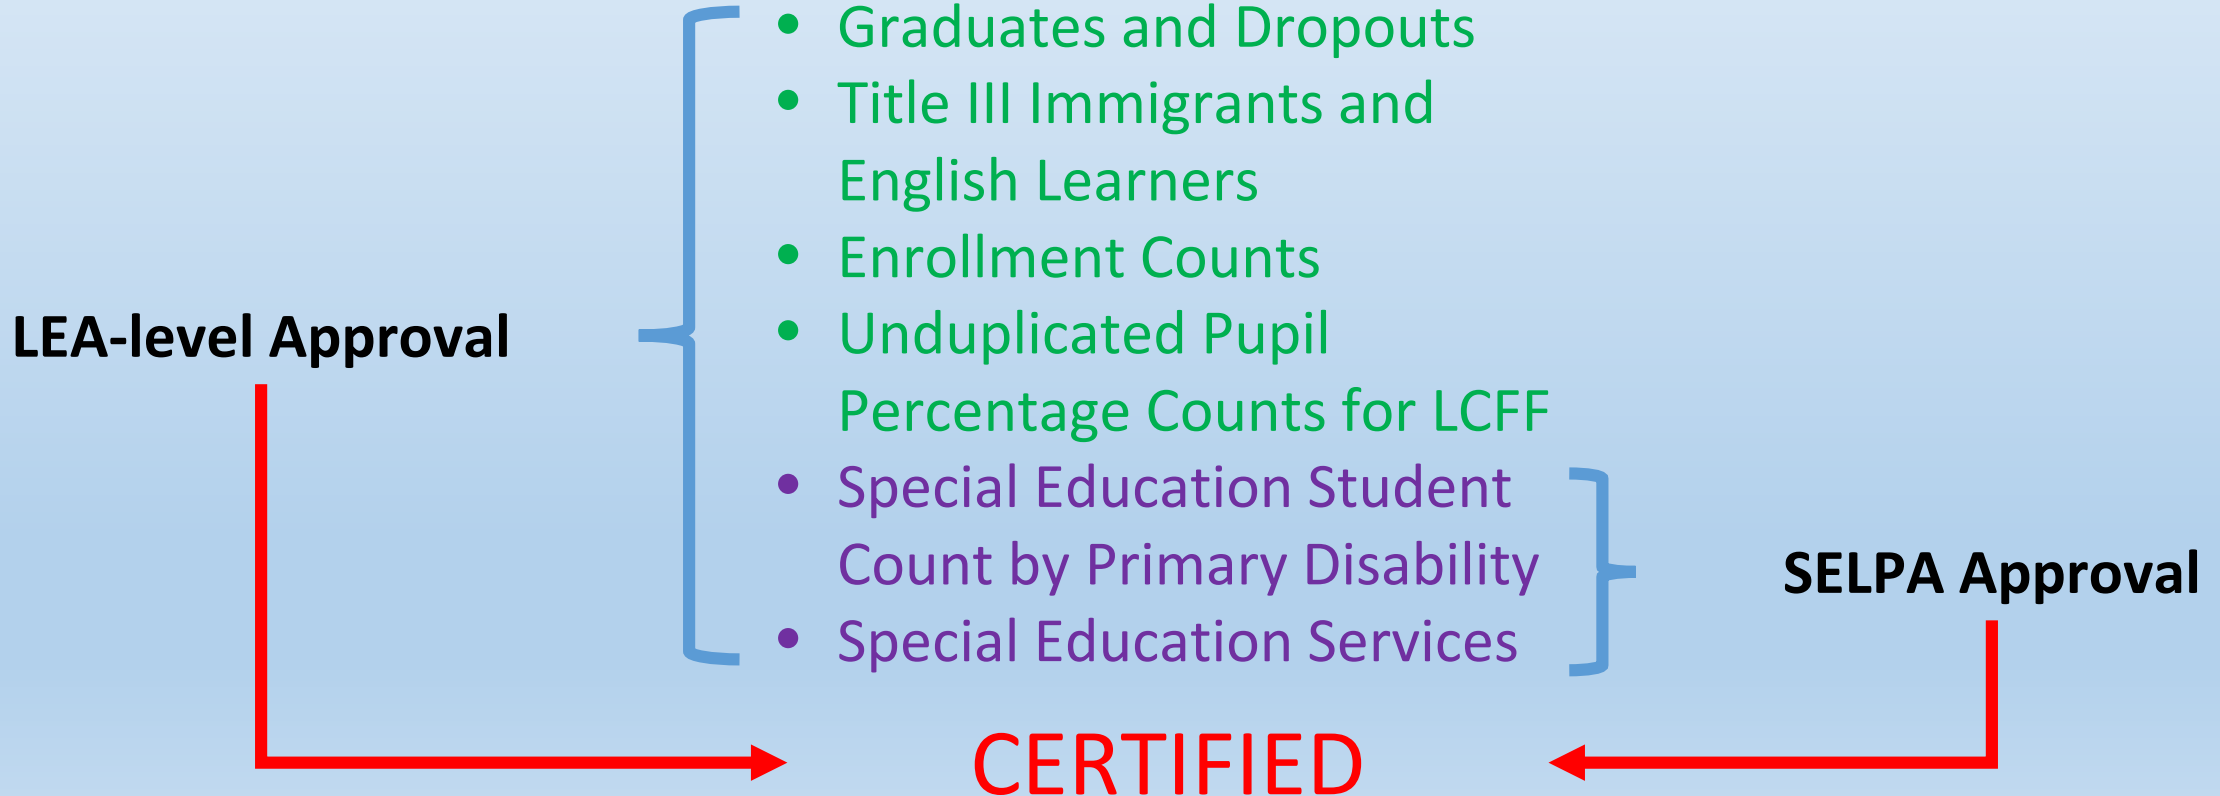 • Graduates and Dropouts
• Title III Immigrants and
English Learners
• Enrollment Counts
LEA-level Approval
• Unduplicated Pupil
Percentage Counts for LCFF
• Special Education Student
Count by Primary Disability
SELPA Approval
• Special Education Services
CERTIFIED